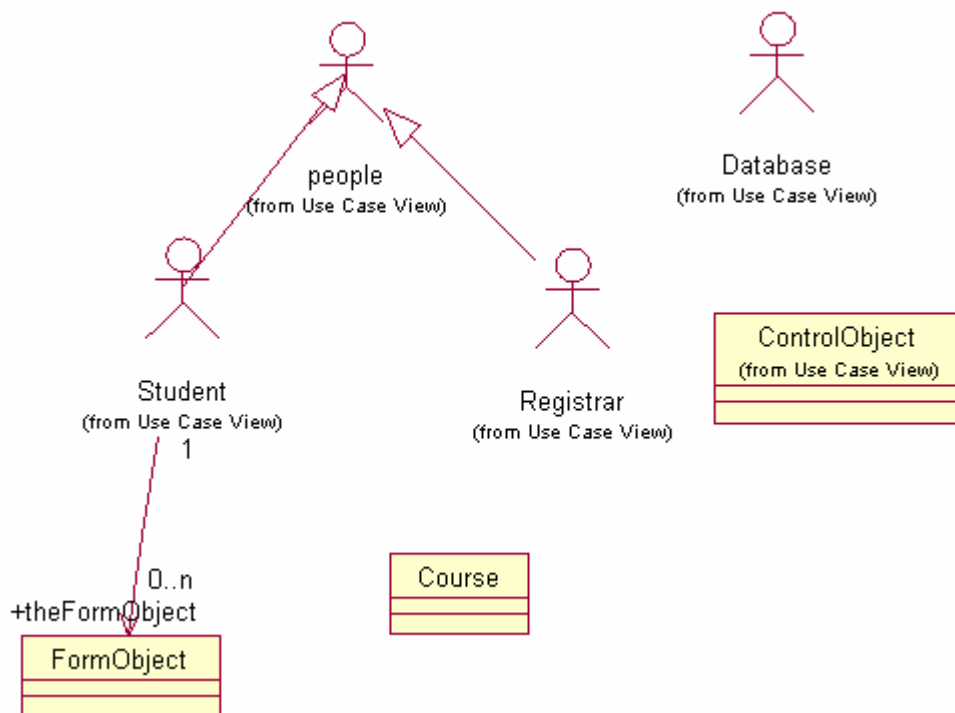 people
(from Use Case View)
Database
(from Use Case View)
Student
(from Use Case View)
1
Registrar
(from Use Case View)
ControlObject
(from Use Case View)
0..n
+theFormObject
FormObject
Course